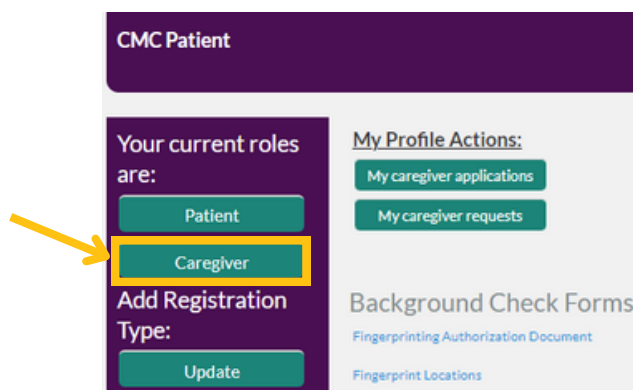 CMC Patient
Your current roles
are:
Patient
Caregiver
Add Registration
Type:
Update
My Profile Actions:
My caregiver applications
My caregiver requests
Background Check Forms
Fingerprinting Authorization Document
Fingerprint Locations